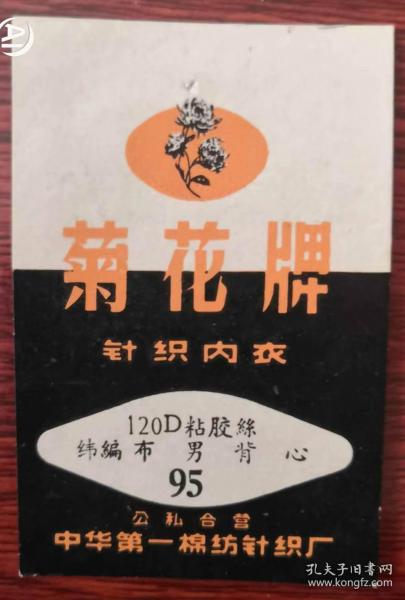 菊花牌
针织内衣
120D粘胶絲
纬編布男背心
95
公私合营
中华第一棉纺针织厂
孔夫子旧书网
www.kongfz.com